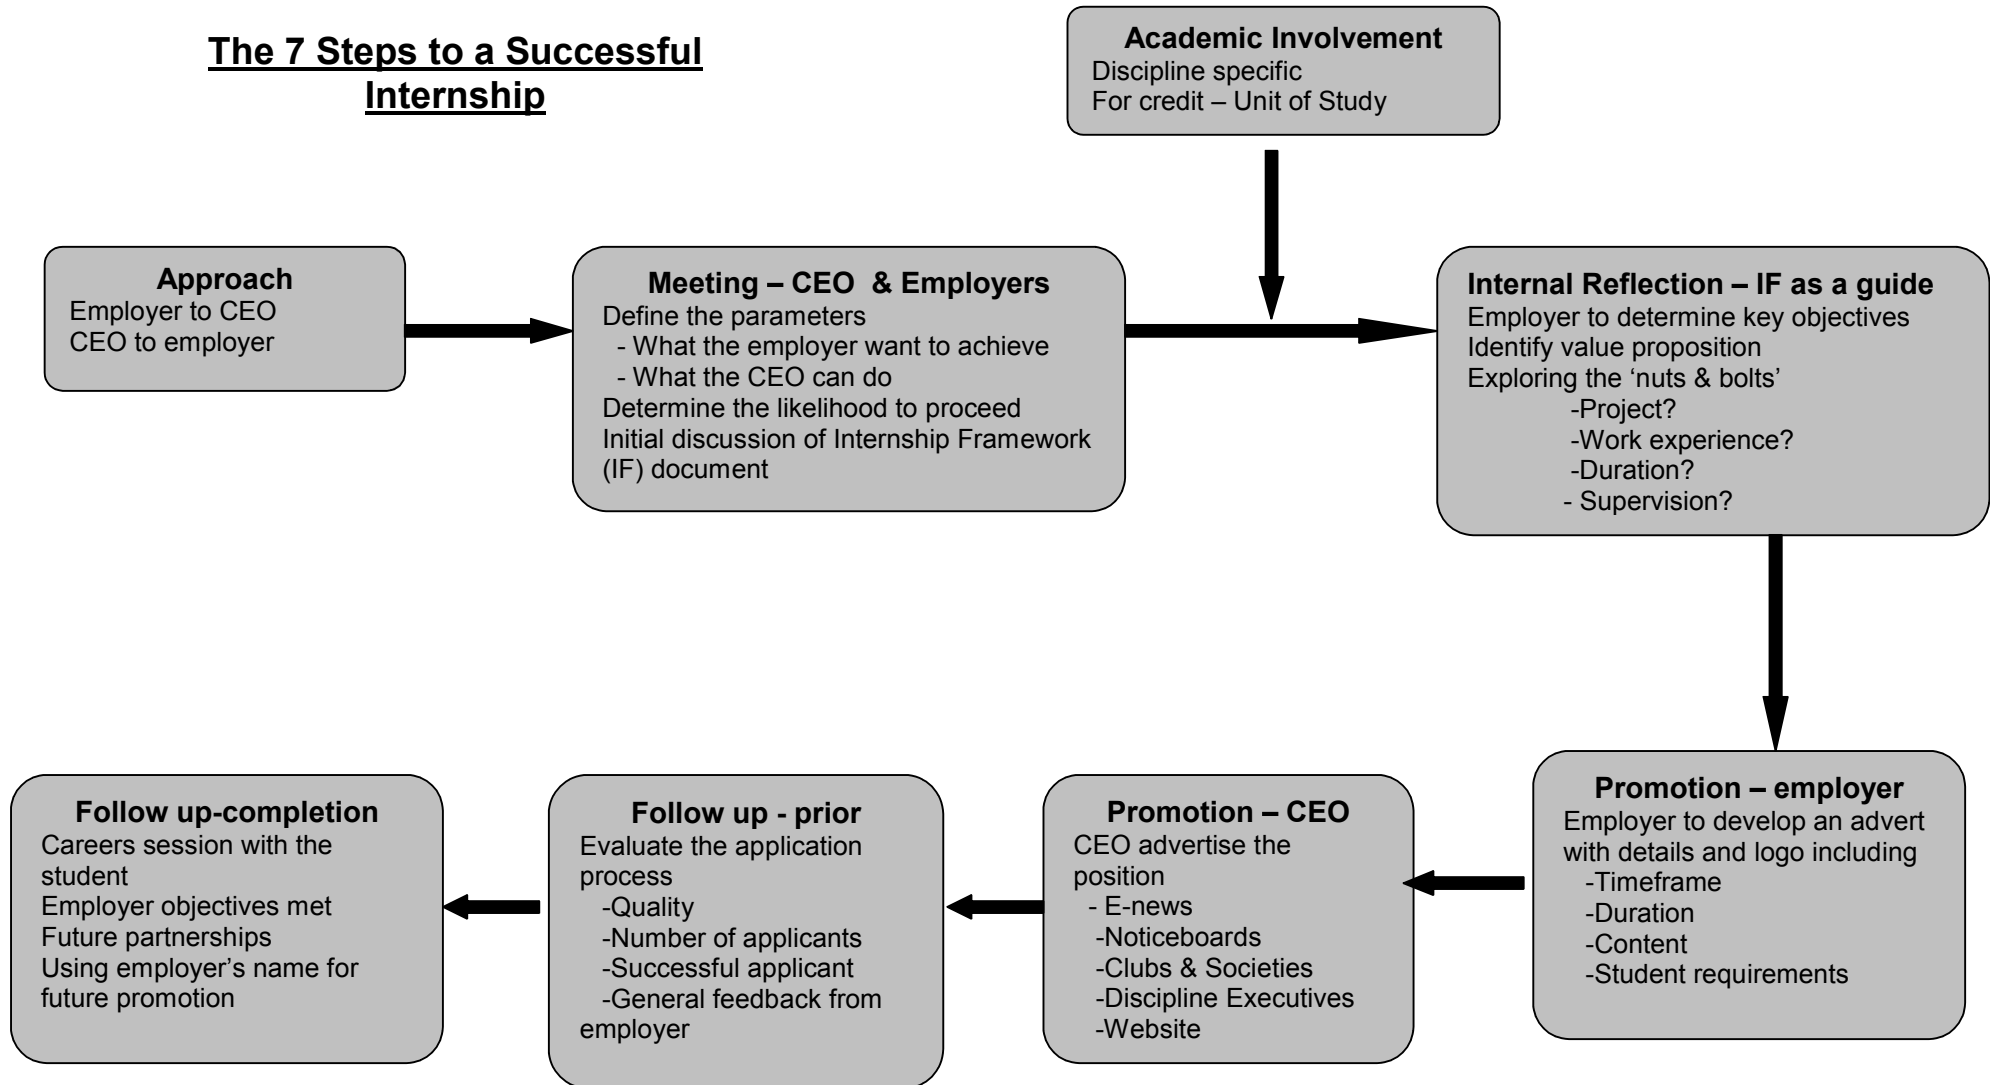 The 7 Steps to a Successful
Internship
Academic Involvement
Discipline specific
For credit – Unit of Study
Approach
Employer to CEO
CEO to employer
Meeting – CEO  & Employers
Define the parameters
- What the employer want to achieve
- What the CEO can do
Determine the likelihood to proceed
Initial discussion of Internship Framework
(IF) document
Internal Reflection – IF as a guide
Employer to determine key objectives
Identify value proposition
Exploring the ‘nuts & bolts’
-Project?
-Work experience?
-Duration?
- Supervision?
Promotion – employer
Employer to develop an advert
with details and logo including
-Timeframe
-Duration
-Content
-Student requirements
Promotion – CEO
CEO advertise the
position
- E-news
-Noticeboards
-Clubs & Societies
-Discipline Executives
-Website
Follow up - prior
Evaluate the application
process
-Quality
-Number of applicants
-Successful applicant
-General feedback from
employer
Follow up-completion
Careers session with the
student
Employer objectives met
Future partnerships
Using employer’s name for
future promotion